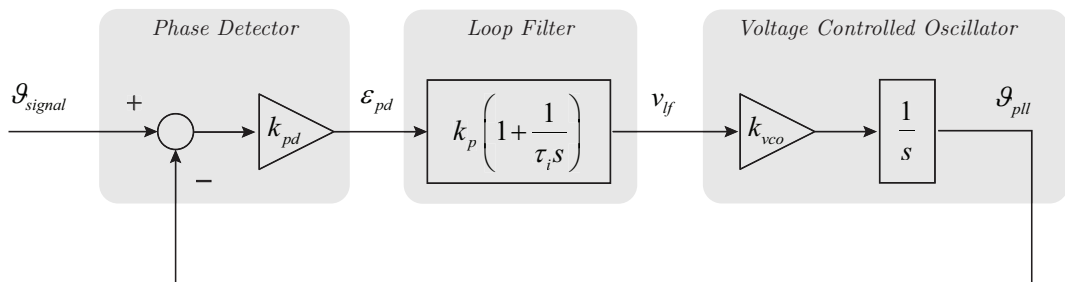 Phase Detector
Loop Filter
Voltage Controlled Oscillator
ϑ_signal
+
−
k_pd
ε_pd
k_p(1+1/(τ_i s))
v_lf
k_vco
1/s
ϑ_pll